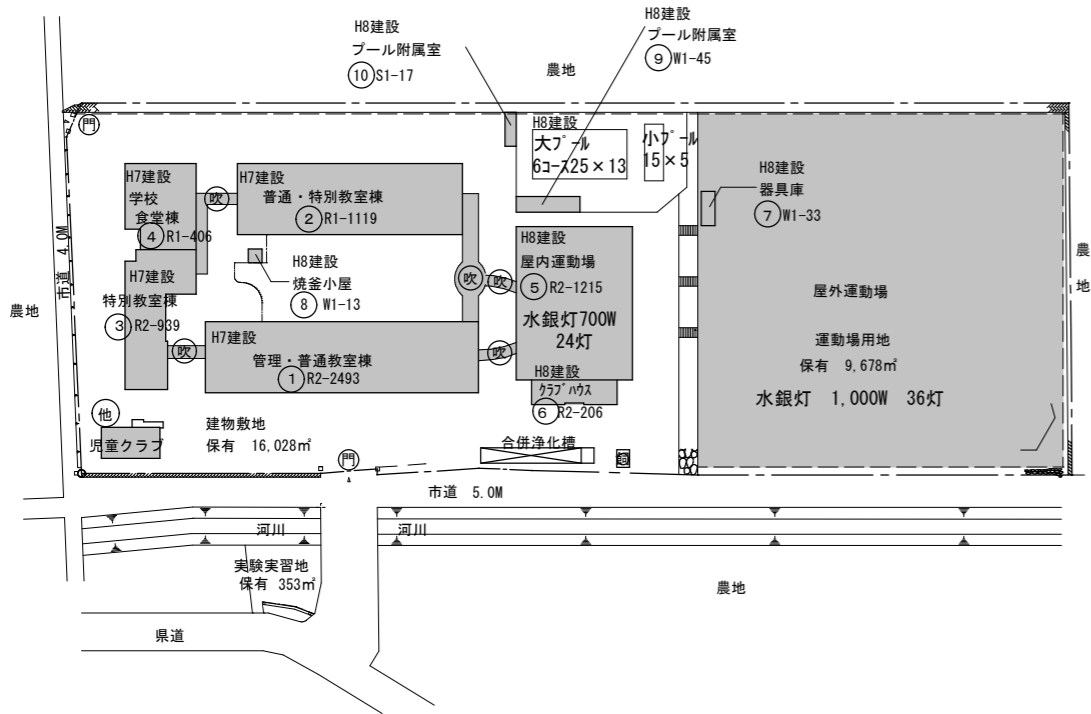 H8建設
プール附属室
⑩S1-17
H8建設
プール附属室
⑨W1-45
農地
門
H8建設
大プール
6コース25×13
小プール
15×5
H7建設
学校
食堂棟
④R1-406
吹
H7建設
普通・特別教室棟
②R1-1119
H8建設
器具庫
⑦W1-33
市道 4.0M
農地
農地
H7建設
特別教室棟
③R2-939
H8建設
焼釜小屋
⑧ W1-13
吹
吹
H8建設
屋内運動場
⑤R2-1215
水銀灯700W
24灯
屋外運動場
運動場用地
保有 9,678㎡
水銀灯 1,000W 36灯
吹
H7建設
管理・普通教室棟
①R2-2493
吹
H8建設
クラブハウス
⑥R2-206
他
児童クラブ
建物敷地
保有 16,028㎡
門
合併浄化槽
市道 5.0M
河川
河川
実験実習地
保有 353㎡
農地
県道